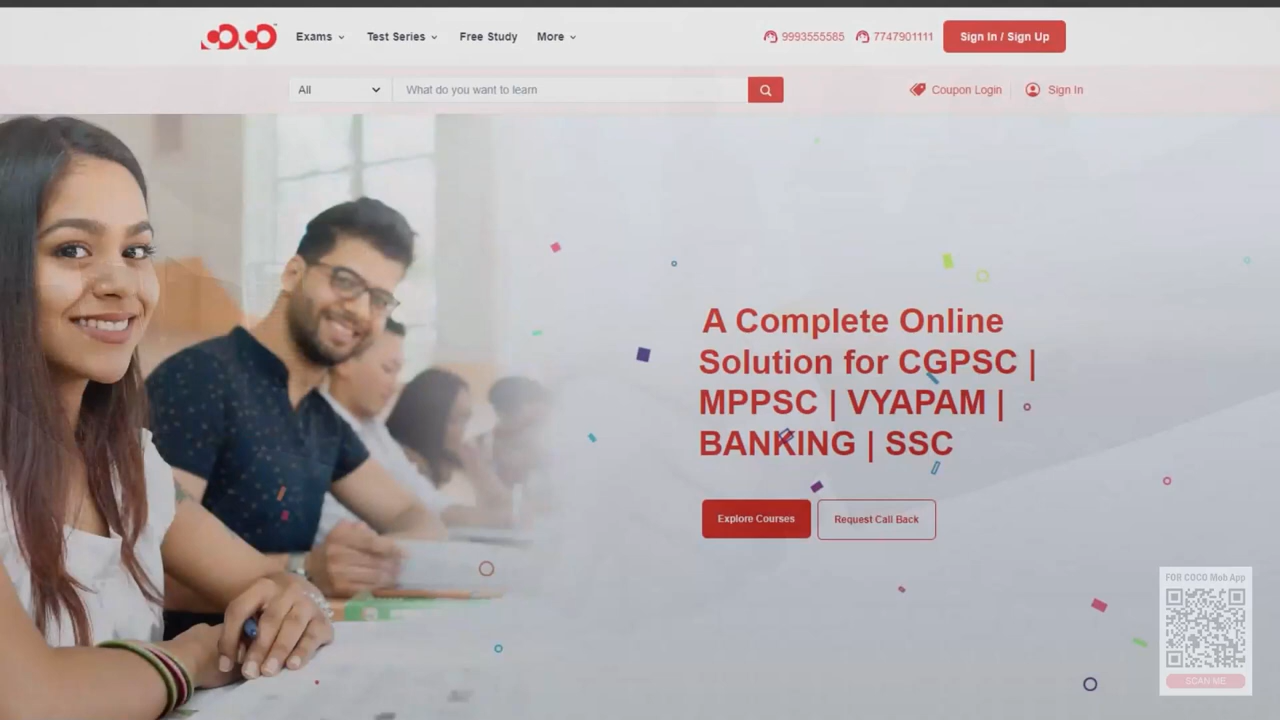 COCO
Exams
Test Series
Free Study
More
9993555585
7747901111
Sign In / Sign Up
All
What do you want to learn
Coupon Login
Sign In
A Complete Online
Solution for CGPSC |
MPPSC | VYAPAM |
BANKING | SSC
Explore Courses
Request Call Back
FOR COCO Mob App
SCAN ME